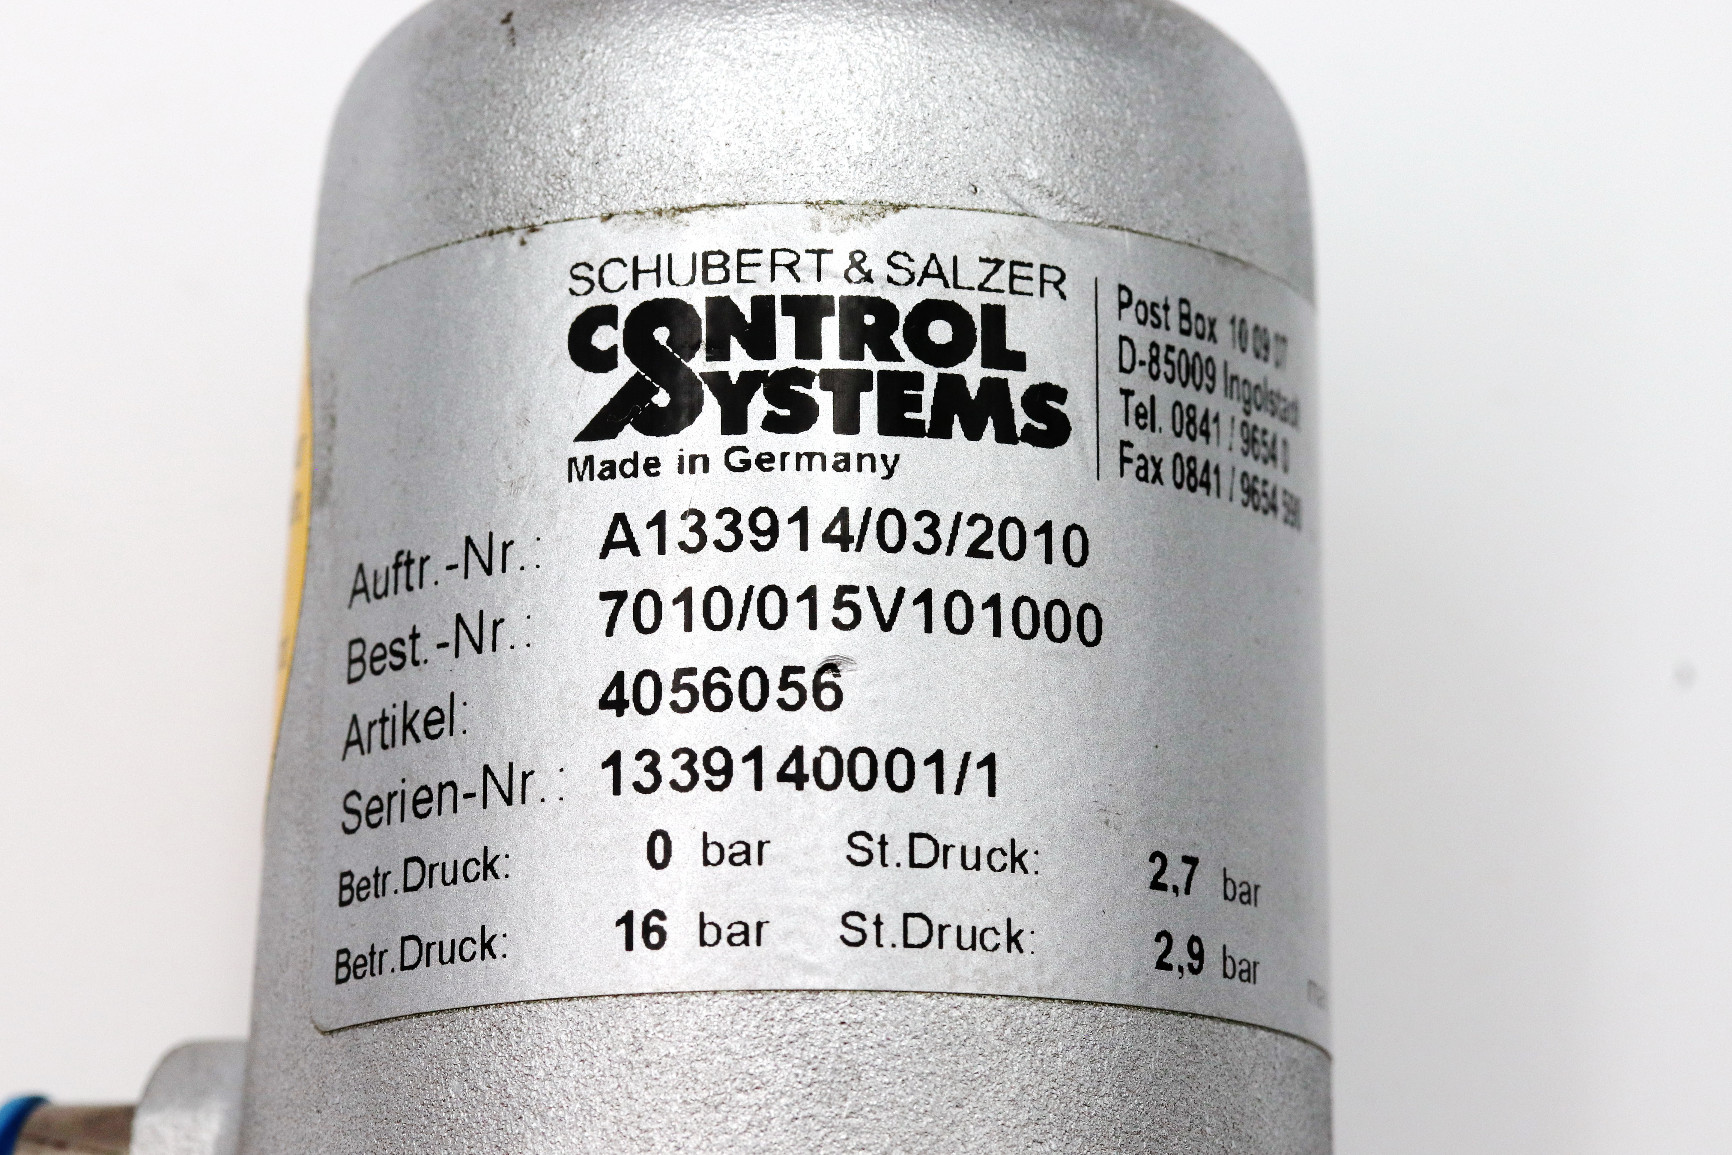 SCHUBERT & SALZER
CONTROL
SYSTEMS
Made in Germany
Post Box 10 09 07
D-85009 Ingolstadt
Tel. 0841 / 9654 0
Fax 0841 / 9654
Auftr.-Nr.: A133914/03/2010
Best.-Nr.: 7010/015V101000
Artikel: 4056056
Serien-Nr.: 1339140001/1
Betr.Druck: 0 bar St.Druck: 2,7 bar
Betr.Druck: 16 bar St.Druck: 2,9 bar